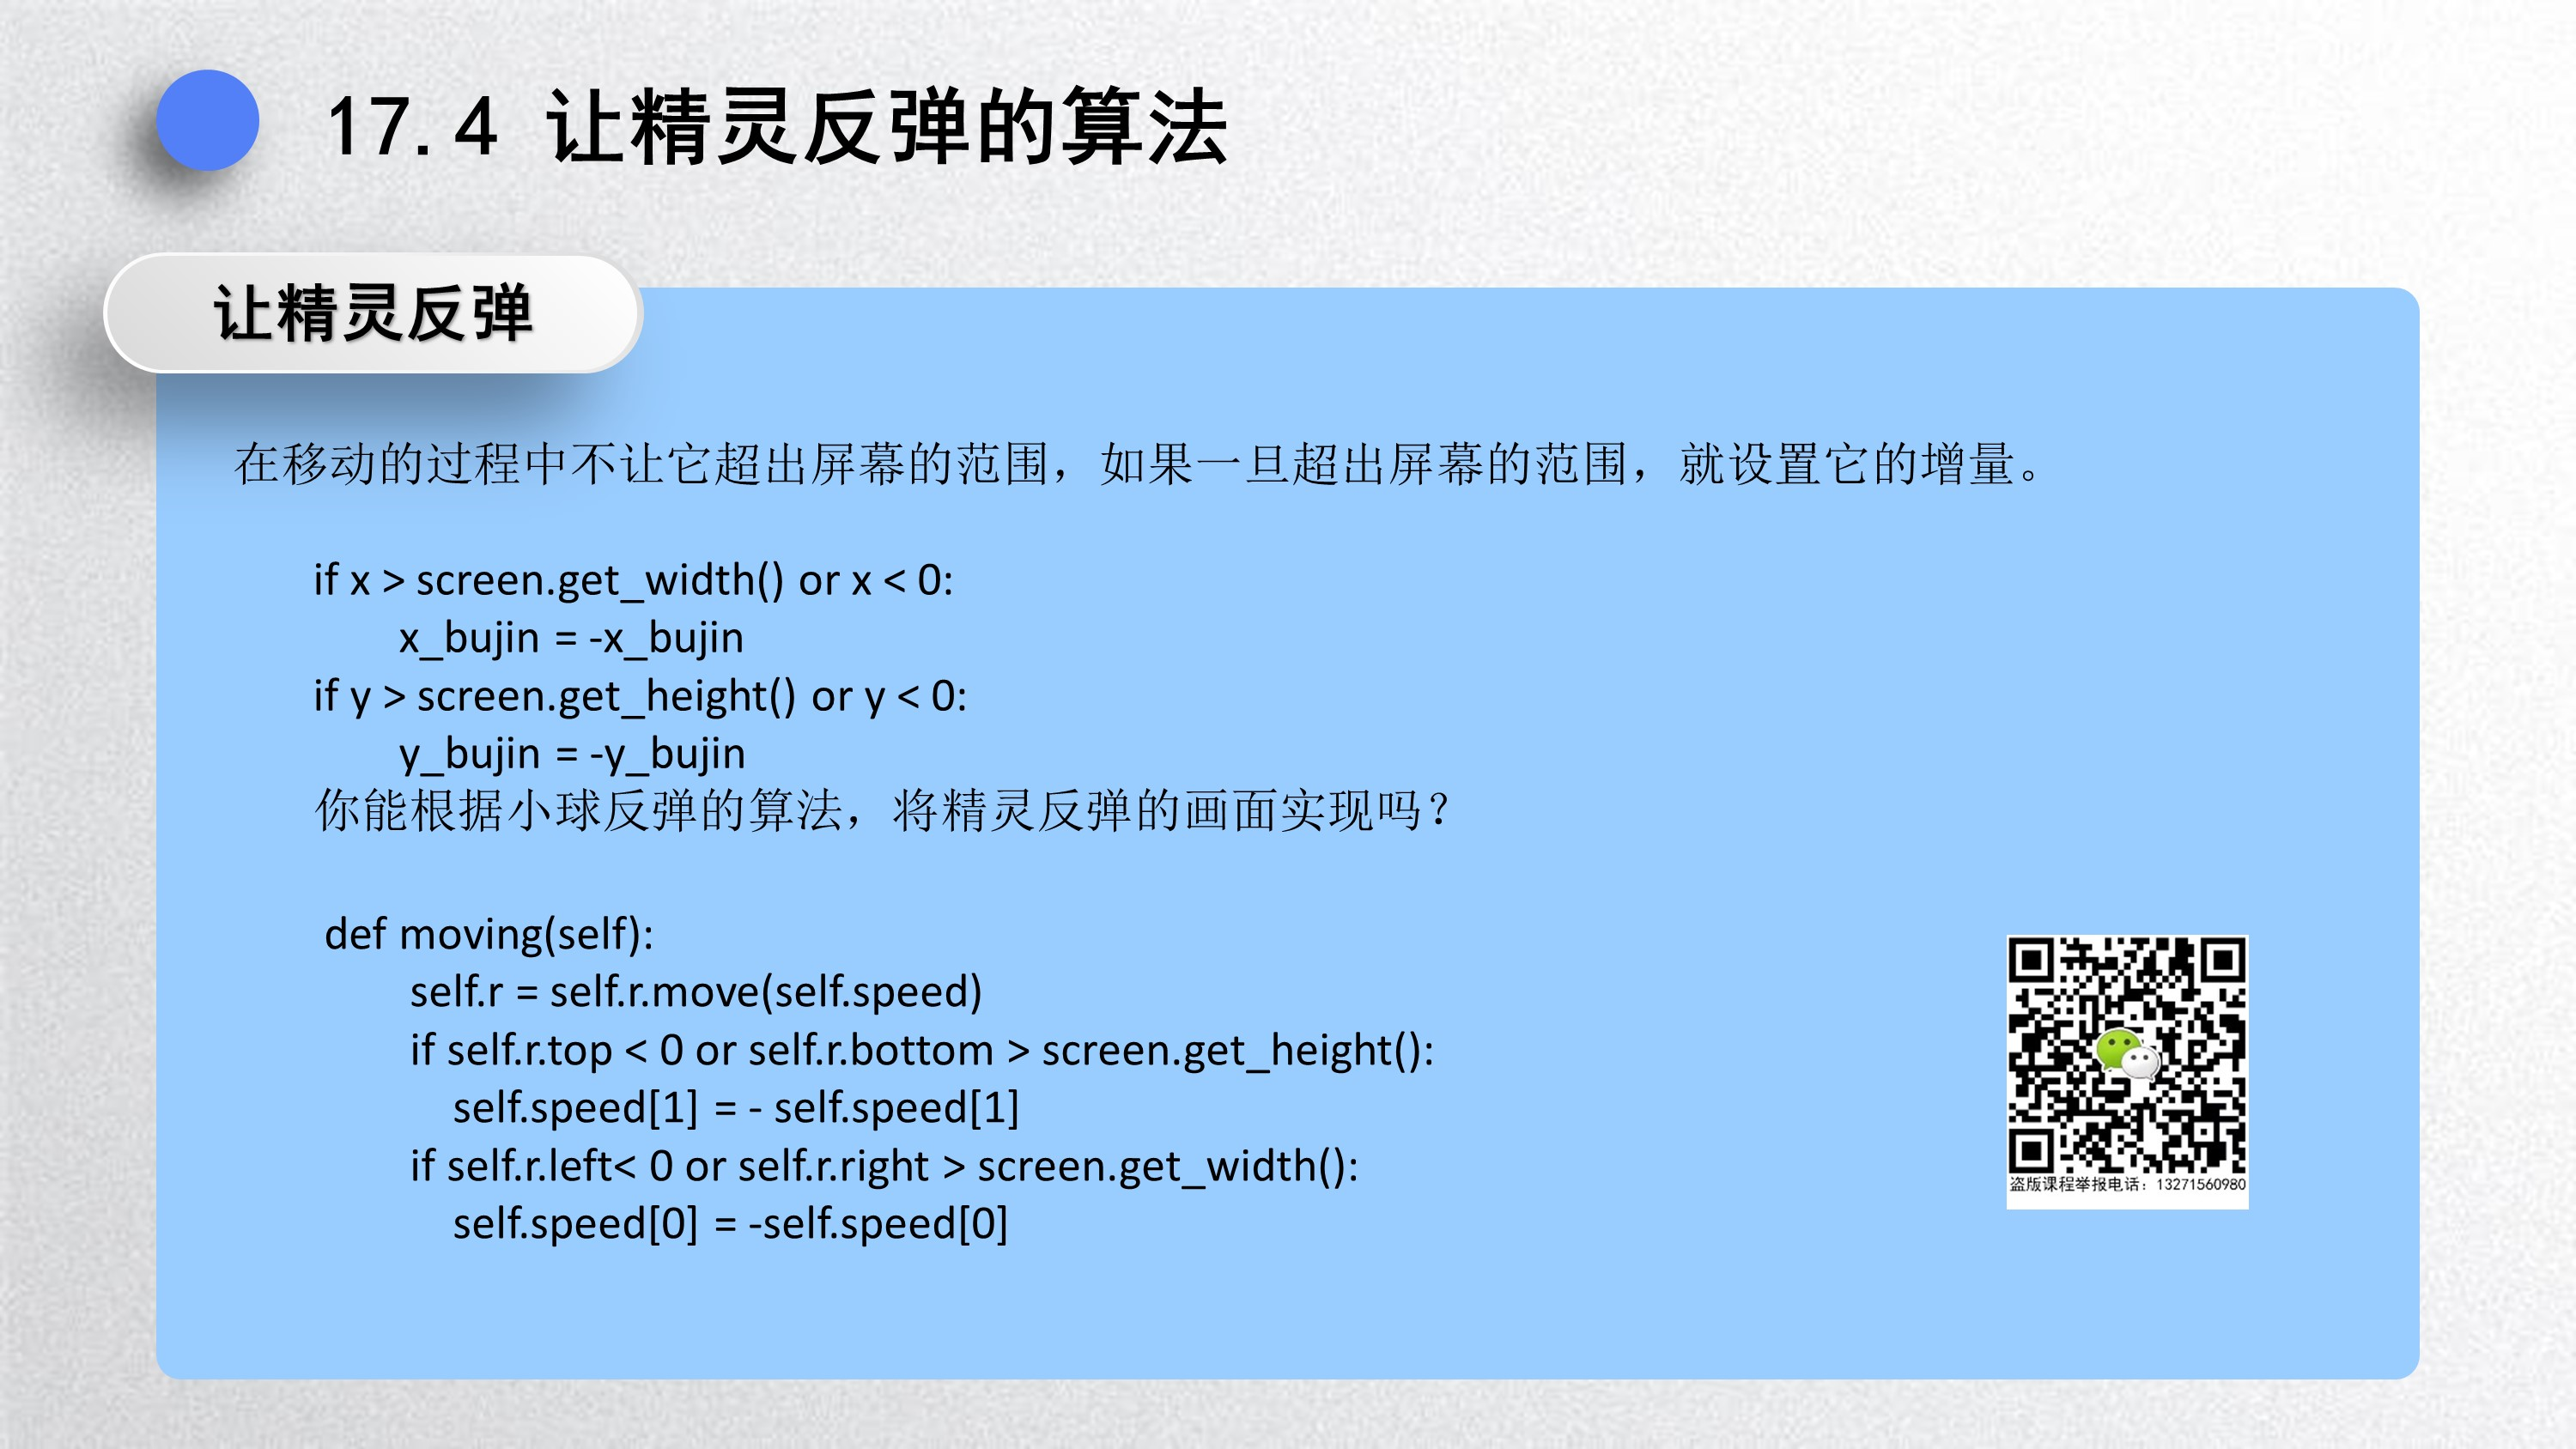 17.4 让精灵反弹的算法
让精灵反弹
在移动的过程中不让它超出屏幕的范围，如果一旦超出屏幕的范围，就设置它的增量。
if x > screen.get_width() or x < 0:
x_bujin = -x_bujin
if y > screen.get_height() or y < 0:
y_bujin = -y_bujin
你能根据小球反弹的算法，将精灵反弹的画面实现吗？
def moving(self):
self.r = self.r.move(self.speed)
if self.r.top < 0 or self.r.bottom > screen.get_height():
self.speed[1] = - self.speed[1]
if self.r.left< 0 or self.r.right > screen.get_width():
self.speed[0] = -self.speed[0]
盗版课程举报电话：13271560980